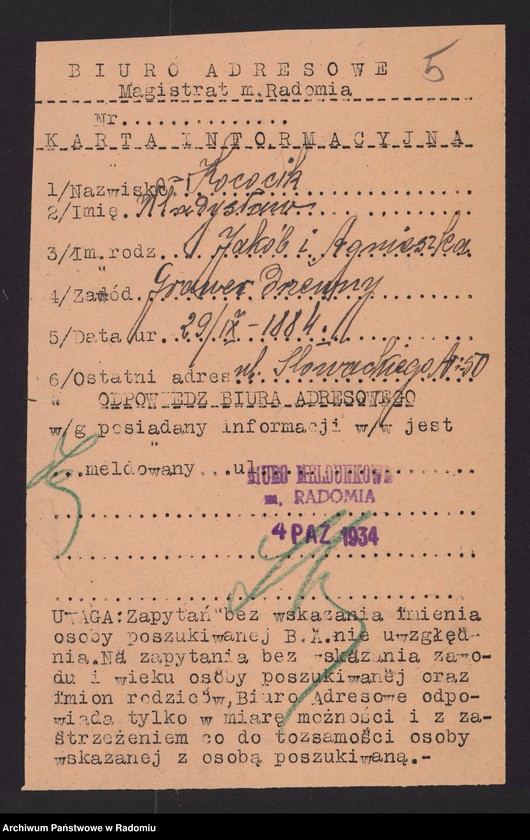 5
BIURO ADRESOWE
Magistrat m. Radomia
Nr...............
KARTA INFORMACYJNA
1/Nazwisko Kococik
2/Imię. Władysław
3/Im.rodz... Jakób i Agnieszka
4/Zawód. Grawer Drzewny
5/Data ur. 29/IX-1884.
6/Ostatni adres ul. Słowackiego № 50
" ODPOWIEDZ BIURA ADRESOWEGO
w/g posiadany informacji w/w jest
...meldowany ...ul.
BIURO MELDUNKOWE
m. RADOMIA
4 PAZ 1934
UWAGA: Zapytań bez wskazania imienia
osoby poszukiwanej B.A.nie uwzględ-
nia.Na zapytania bez wskazania zawo-
du i wieku osoby poszukiwanej oraz
imion rodziców, Biuro Adresowe odpo-
wiada tylko w miarę możności i z za-
strzeżeniem co do tozsamości osoby
wskazanej z osobą poszukiwaną.-
Archiwum Państwowe w Radomiu